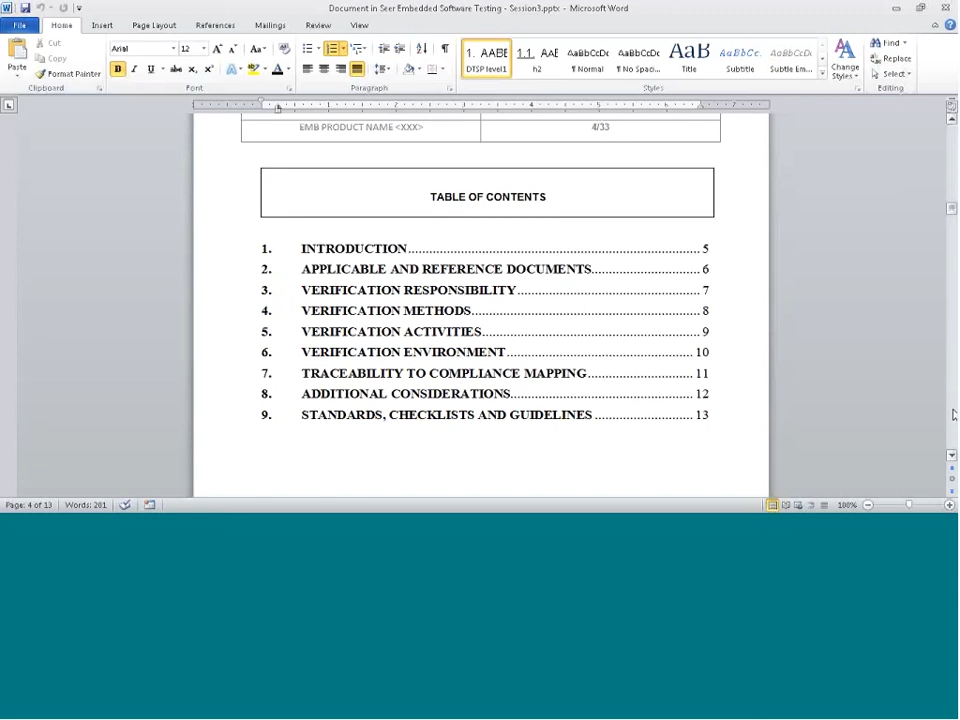 Document in Seer Embedded Software Testing - Session3.pptx - Microsoft Word
File Home Insert Page Layout References Mailings Review View
Cut
Copy
Format Painter
Paste
Clipboard
Arial 12
Font
Paragraph
1. AABE 1.1. AAE AaBbCcDc AaBbCcDc AaB AaBbCc. AaBbCcDi
DTSP level1 h2 ¶ Normal ¶ No Spaci... Title Subtitle Subtle Em...
Styles
Change Styles
Find
Replace
Select
Editing
EMB PRODUCT NAME <XXX> 4/33
TABLE OF CONTENTS
1. INTRODUCTION 5
2. APPLICABLE AND REFERENCE DOCUMENTS 6
3. VERIFICATION RESPONSIBILITY 7
4. VERIFICATION METHODS 8
5. VERIFICATION ACTIVITIES 9
6. VERIFICATION ENVIRONMENT 10
7. TRACEABILITY TO COMPLIANCE MAPPING 11
8. ADDITIONAL CONSIDERATIONS 12
9. STANDARDS, CHECKLISTS AND GUIDELINES 13
Page: 4 of 13 Words: 201 100%